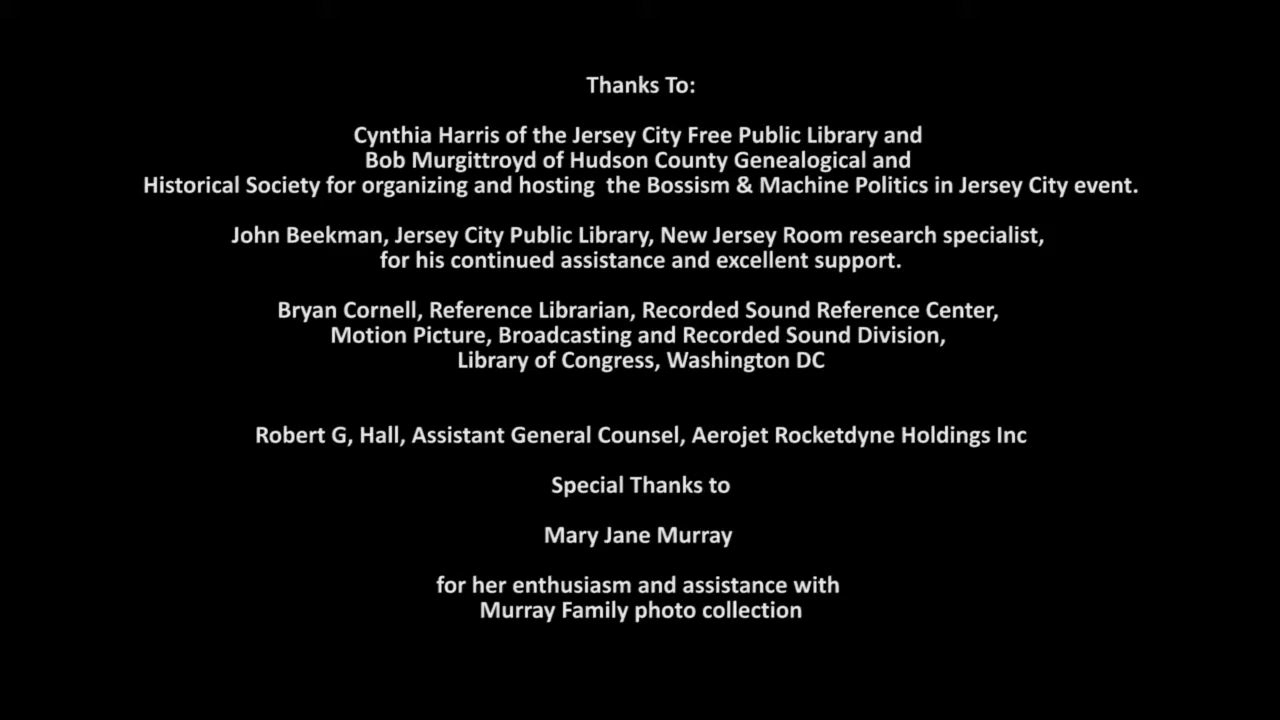 Thanks To:
Cynthia Harris of the Jersey City Free Public Library and
Bob Murgittroyd of Hudson County Genealogical and
Historical Society for organizing and hosting  the Bossism & Machine Politics in Jersey City event.
John Beekman, Jersey City Public Library, New Jersey Room research specialist,
for his continued assistance and excellent support.
Bryan Cornell, Reference Librarian, Recorded Sound Reference Center,
Motion Picture, Broadcasting and Recorded Sound Division,
Library of Congress, Washington DC
Robert G, Hall, Assistant General Counsel, Aerojet Rocketdyne Holdings Inc
Special Thanks to
Mary Jane Murray
for her enthusiasm and assistance with
Murray Family photo collection